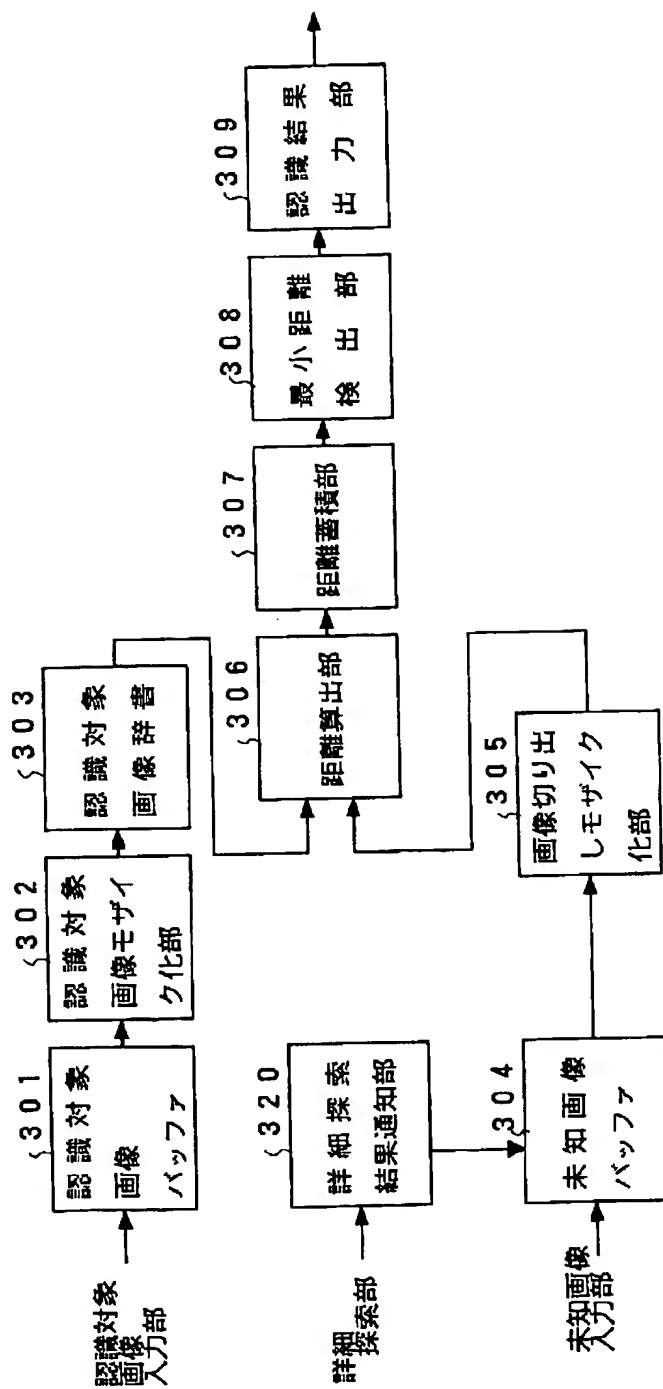 認識対象
画像
入力部
301
認識対象
画像
バッファ
302
認識対象
画像モザイ
ク化部
303
認識対象
画像辞書
詳細
探索部
320
詳細探索
結果通知部
未知画像
入力部
304
未知画像
バッファ
305
画像切り出
しモザイク
化部
306
距離算出部
307
距離蓄積部
308
最小距離
検出部
309
認識結果
出力部